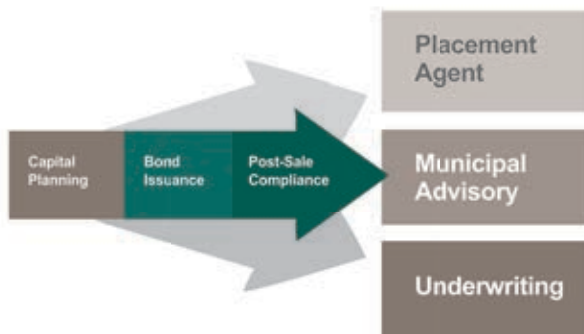 Capital
Planning
Bond
Issuance
Post-Sale
Compliance
Placement
Agent
Municipal
Advisory
Underwriting